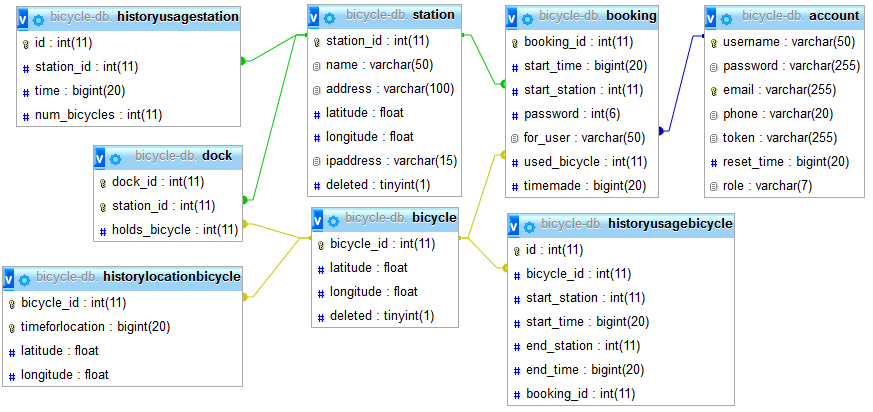 bicycle-db. historyusagestation
id : int(11)
station_id : int(11)
time : bigint(20)
num_bicycles : int(11)
bicycle-db. station
station_id : int(11)
name : varchar(50)
address : varchar(100)
latitude : float
longitude : float
ipaddress : varchar(15)
deleted : tinyint(1)
bicycle-db. booking
booking_id : int(11)
start_time : bigint(20)
start_station : int(11)
password : int(6)
for_user : varchar(50)
used_bicycle : int(11)
timemade : bigint(20)
bicycle-db. account
username : varchar(50)
password : varchar(255)
email : varchar(255)
phone : varchar(20)
token : varchar(255)
reset_time : bigint(20)
role : varchar(7)
bicycle-db. dock
dock_id : int(11)
station_id : int(11)
holds_bicycle : int(11)
bicycle-db. bicycle
bicycle_id : int(11)
latitude : float
longitude : float
deleted : tinyint(1)
bicycle-db. historyusagebicycle
id : int(11)
bicycle_id : int(11)
start_station : int(11)
start_time : bigint(20)
end_station : int(11)
end_time : bigint(20)
booking_id : int(11)
bicycle-db. historylocationbicycle
bicycle_id : int(11)
timeforlocation : bigint(20)
latitude : float
longitude : float